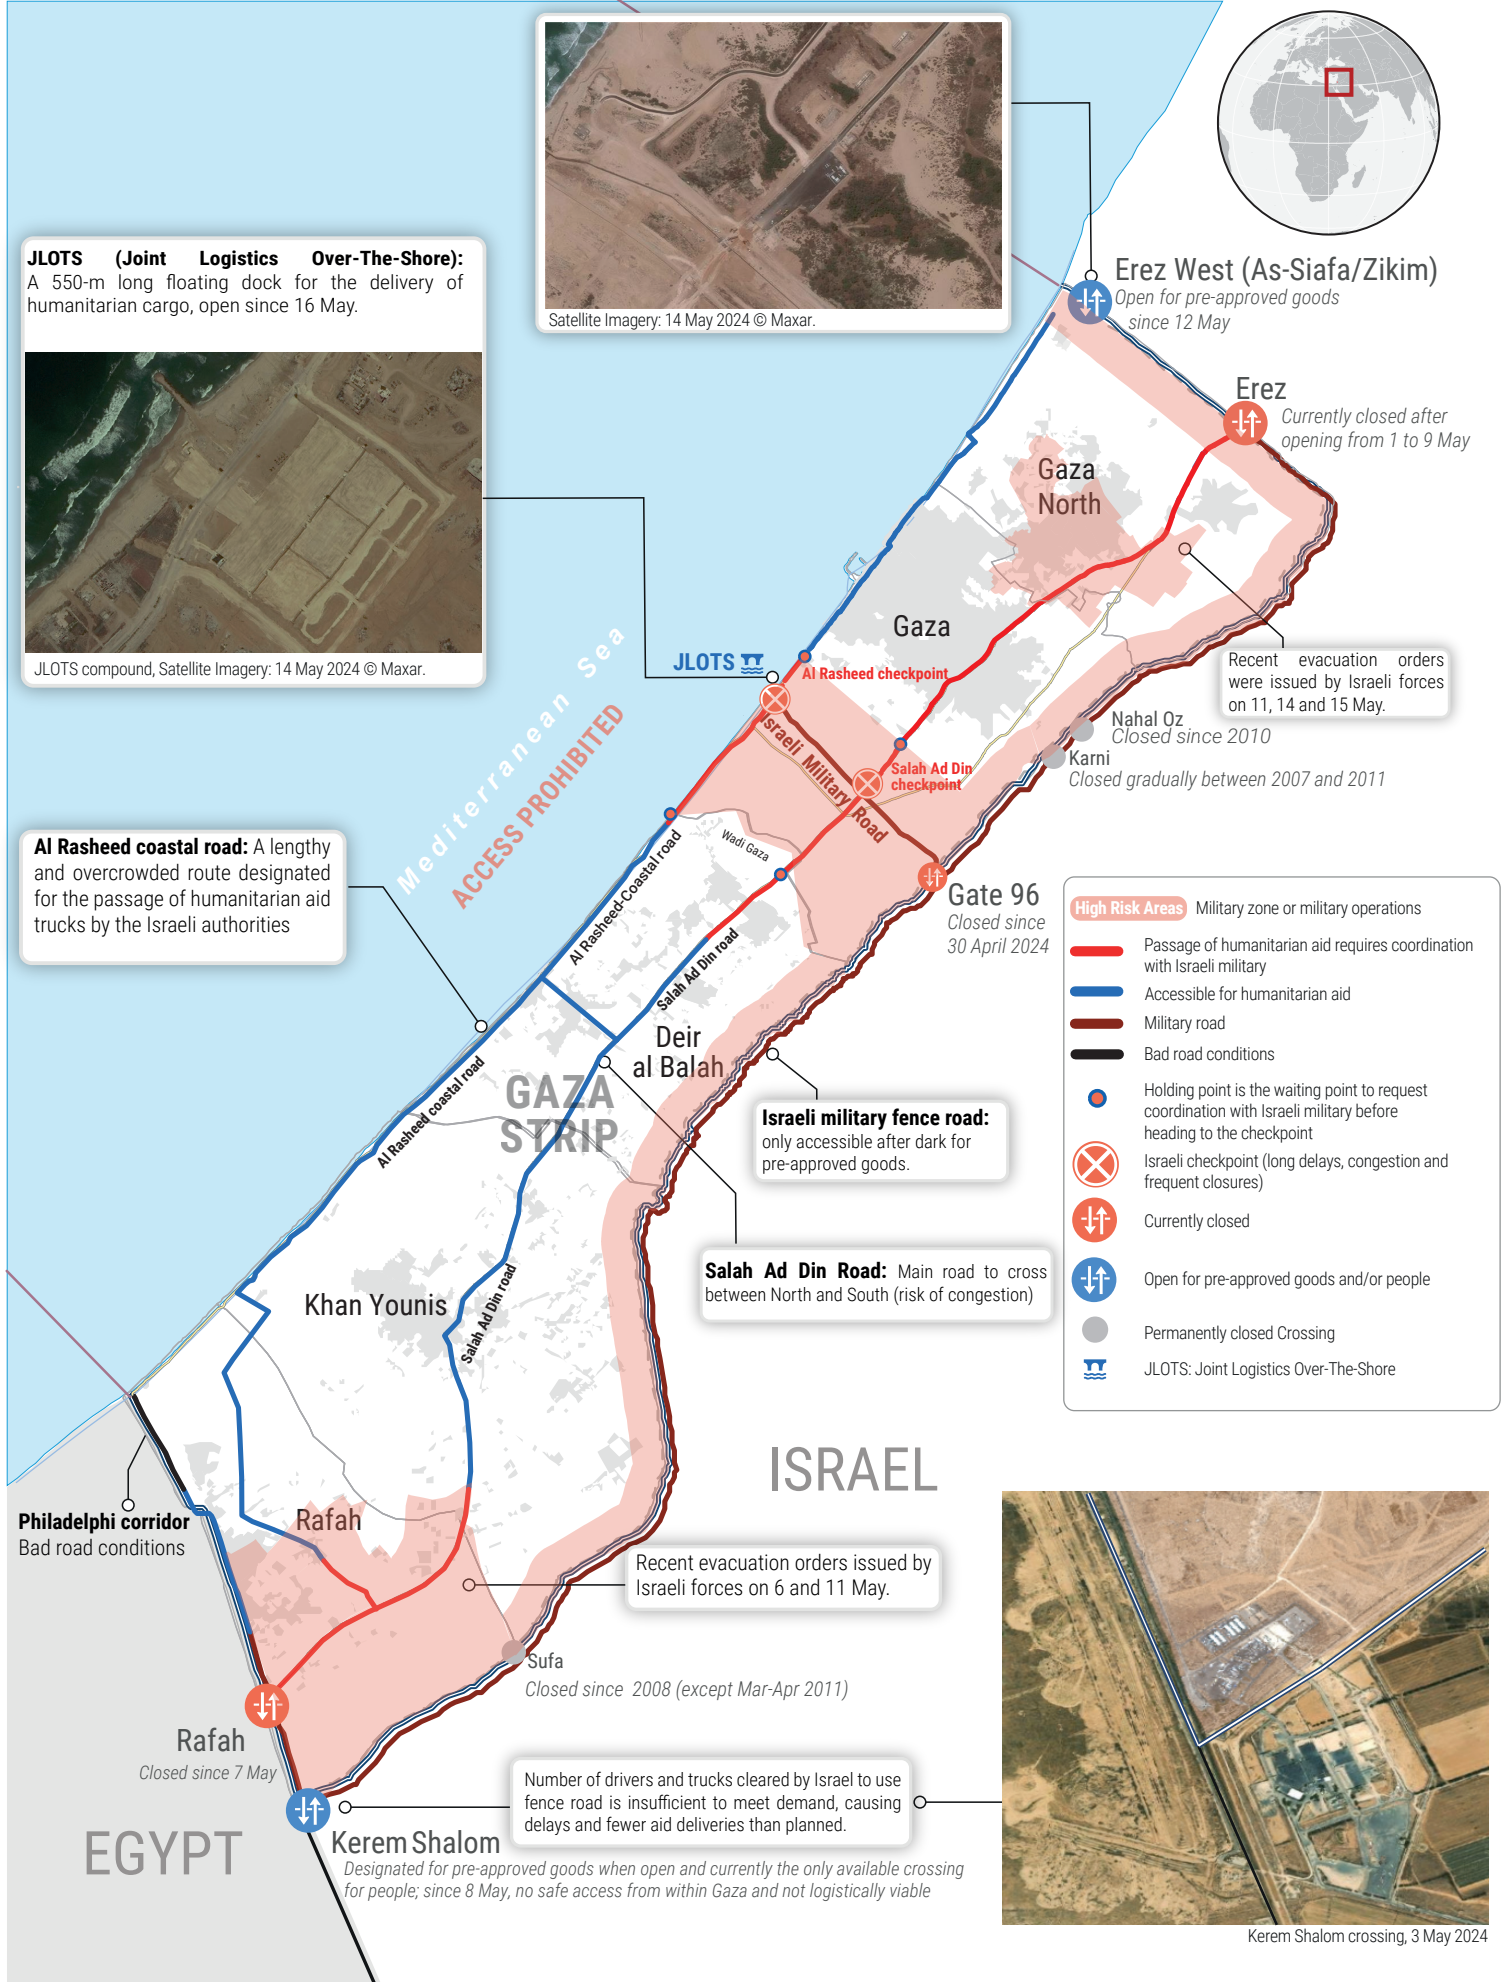 Satellite Imagery: 14 May 2024 © Maxar.
JLOTS (Joint Logistics Over-The-Shore):
A 550-m long floating dock for the delivery of
humanitarian cargo, open since 16 May.
JLOTS compound, Satellite Imagery: 14 May 2024 © Maxar.
Erez West (As-Siafa/Zikim)
Open for pre-approved goods
since 12 May
Erez
Currently closed after
opening from 1 to 9 May
Gaza
North
Gaza
Recent evacuation orders
were issued by Israeli forces
on 11, 14 and 15 May.
Mediterranean Sea
ACCESS PROHIBITED
JLOTS
Al Rasheed checkpoint
Israeli Military Road
Salah Ad Din
checkpoint
Nahal Oz
Closed since 2010
Karni
Closed gradually between 2007 and 2011
Al Rasheed coastal road: A lengthy
and overcrowded route designated
for the passage of humanitarian aid
trucks by the Israeli authorities
Wadi Gaza
Al Rasheed-Coastal road
Salah Ad Din road
Gate 96
Closed since
30 April 2024
High Risk Areas Military zone or military operations
Passage of humanitarian aid requires coordination
with Israeli military
Accessible for humanitarian aid
Military road
Bad road conditions
Holding point is the waiting point to request
coordination with Israeli military before
heading to the checkpoint
Israeli checkpoint (long delays, congestion and
frequent closures)
Currently closed
Open for pre-approved goods and/or people
Permanently closed Crossing
JLOTS: Joint Logistics Over-The-Shore
Deir
al Balah
GAZA
STRIP
Al Rasheed coastal road
Israeli military fence road:
only accessible after dark for
pre-approved goods.
Salah Ad Din Road: Main road to cross
between North and South (risk of congestion)
Khan Younis
Salah Ad Din road
ISRAEL
Philadelphi corridor
Bad road conditions
Rafah
Recent evacuation orders issued by
Israeli forces on 6 and 11 May.
Sufa
Closed since 2008 (except Mar-Apr 2011)
Rafah
Closed since 7 May
Number of drivers and trucks cleared by Israel to use
fence road is insufficient to meet demand, causing
delays and fewer aid deliveries than planned.
EGYPT
Kerem Shalom
Designated for pre-approved goods when open and currently the only available crossing
for people; since 8 May, no safe access from within Gaza and not logistically viable
Kerem Shalom crossing, 3 May 2024